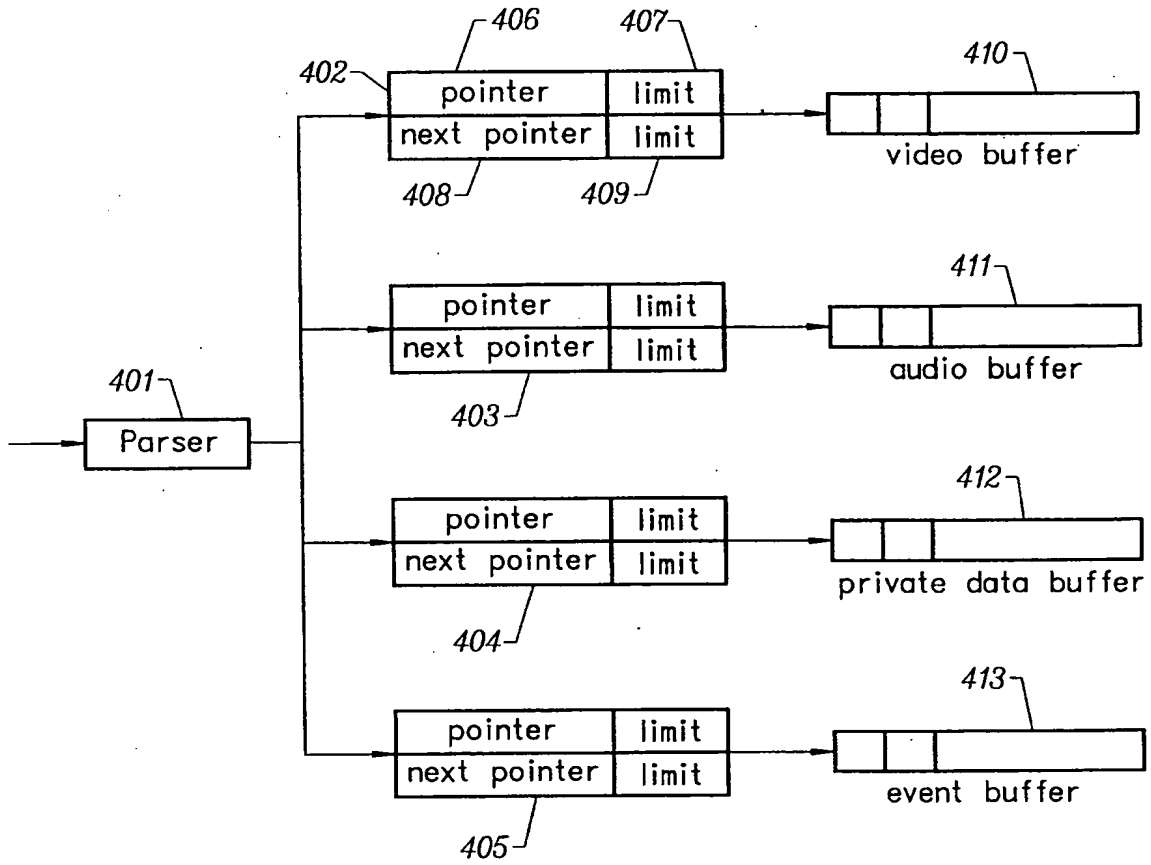 406
407
402
pointer
limit
next pointer
limit
408
409
410
video buffer
pointer
limit
next pointer
limit
403
411
audio buffer
401
Parser
pointer
limit
next pointer
limit
404
412
private data buffer
pointer
limit
next pointer
limit
405
413
event buffer